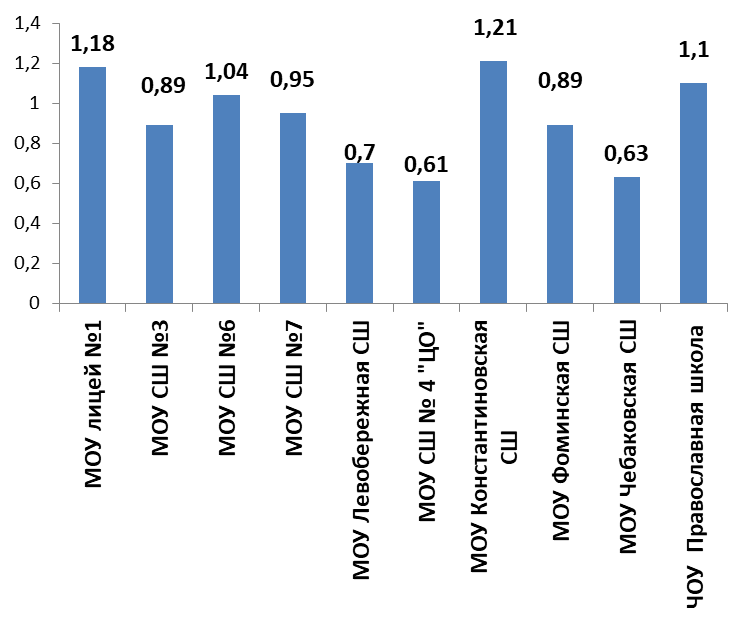 1,4
1,2
1
0,8
0,6
0,4
0,2
0
1,18
0,89
1,04
0,95
0,7
0,61
1,21
0,89
0,63
1,1
МОУ лицей №1
МОУ СШ №3
МОУ СШ №6
МОУ СШ №7
МОУ Левобережная СШ
МОУ СШ № 4 "ЦО"
МОУ Константиновская
СШ
МОУ Фоминская СШ
МОУ Чебаковская СШ
ЧОУ Православная школа